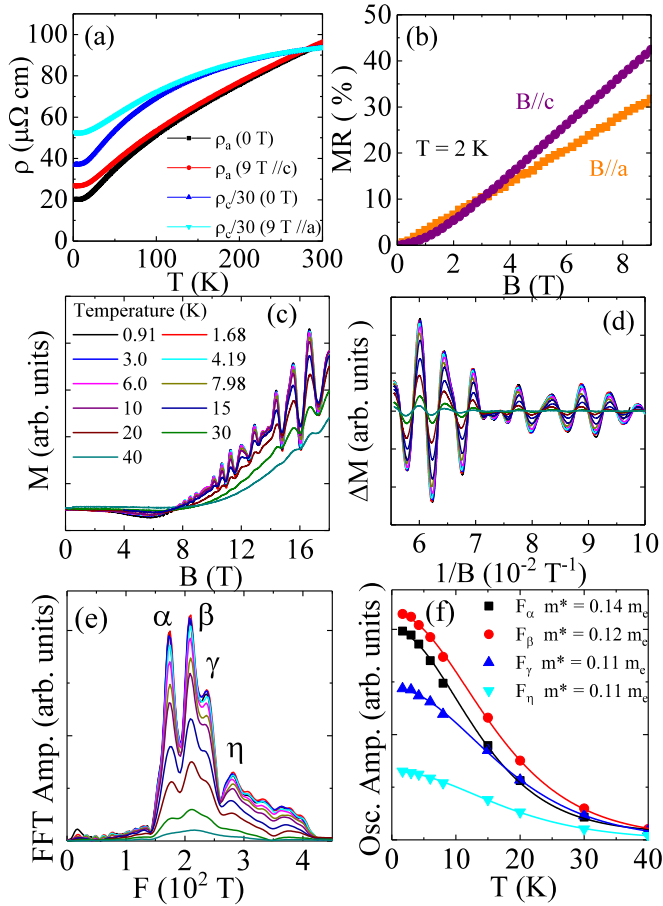 (a)
ρ (μΩ cm)
100
80
60
40
20
0
ρa (0 T)
ρa (9 T //c)
ρc/30 (0 T)
ρc/30 (9 T //a)
0 100 200 300
T (K)
(b)
MR ( % )
50
40
30
20
10
0
B//c
T = 2 K
B//a
0 2 4 6 8
B (T)
(c)
M (arb. units)
Temperature (K)
0.91 1.68
3.0 4.19
6.0 7.98
10 15
20 30
40
0 4 8 12 16
B (T)
(d)
ΔM (arb. units)
6 7 8 9 10
1/B (10⁻² T⁻¹)
(e)
FFT Amp. (arb. units)
α
β
γ
η
0 1 2 3 4
F (10² T)
(f)
Osc. Amp. (arb. units)
Fα m* = 0.14 me
Fβ m* = 0.12 me
Fγ m* = 0.11 me
Fη m* = 0.11 me
0 10 20 30 40
T (K)